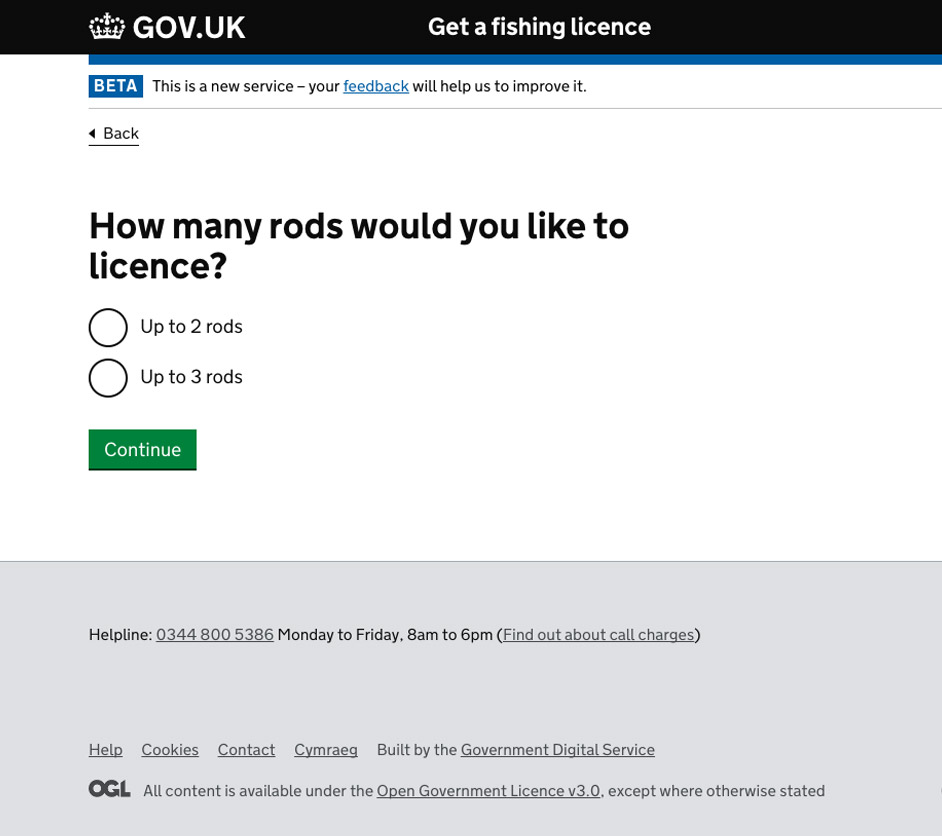 GOV.UK
Get a fishing licence
BETA This is a new service – your feedback will help us to improve it.
Back
How many rods would you like to
licence?
Up to 2 rods
Up to 3 rods
Continue
Helpline: 0344 800 5386 Monday to Friday, 8am to 6pm (Find out about call charges)
Help Cookies Contact Cymraeg Built by the Government Digital Service
OGL All content is available under the Open Government Licence v3.0, except where otherwise stated